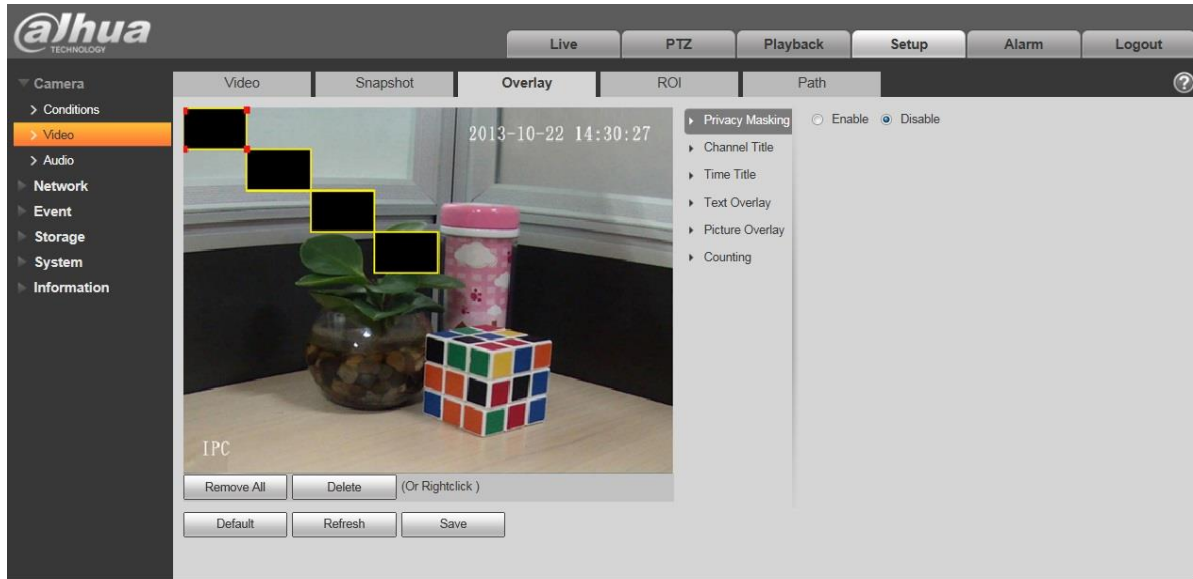 alhua
TECHNOLOGY
Live
PTZ
Playback
Setup
Alarm
Logout
Camera
Conditions
Video
Audio
Network
Event
Storage
System
Information
Video
Snapshot
Overlay
ROI
Path
?
2013-10-22 14:30:27
IPC
Privacy Masking
Enable
Disable
Channel Title
Time Title
Text Overlay
Picture Overlay
Counting
Remove All
Delete
(Or Rightclick )
Default
Refresh
Save